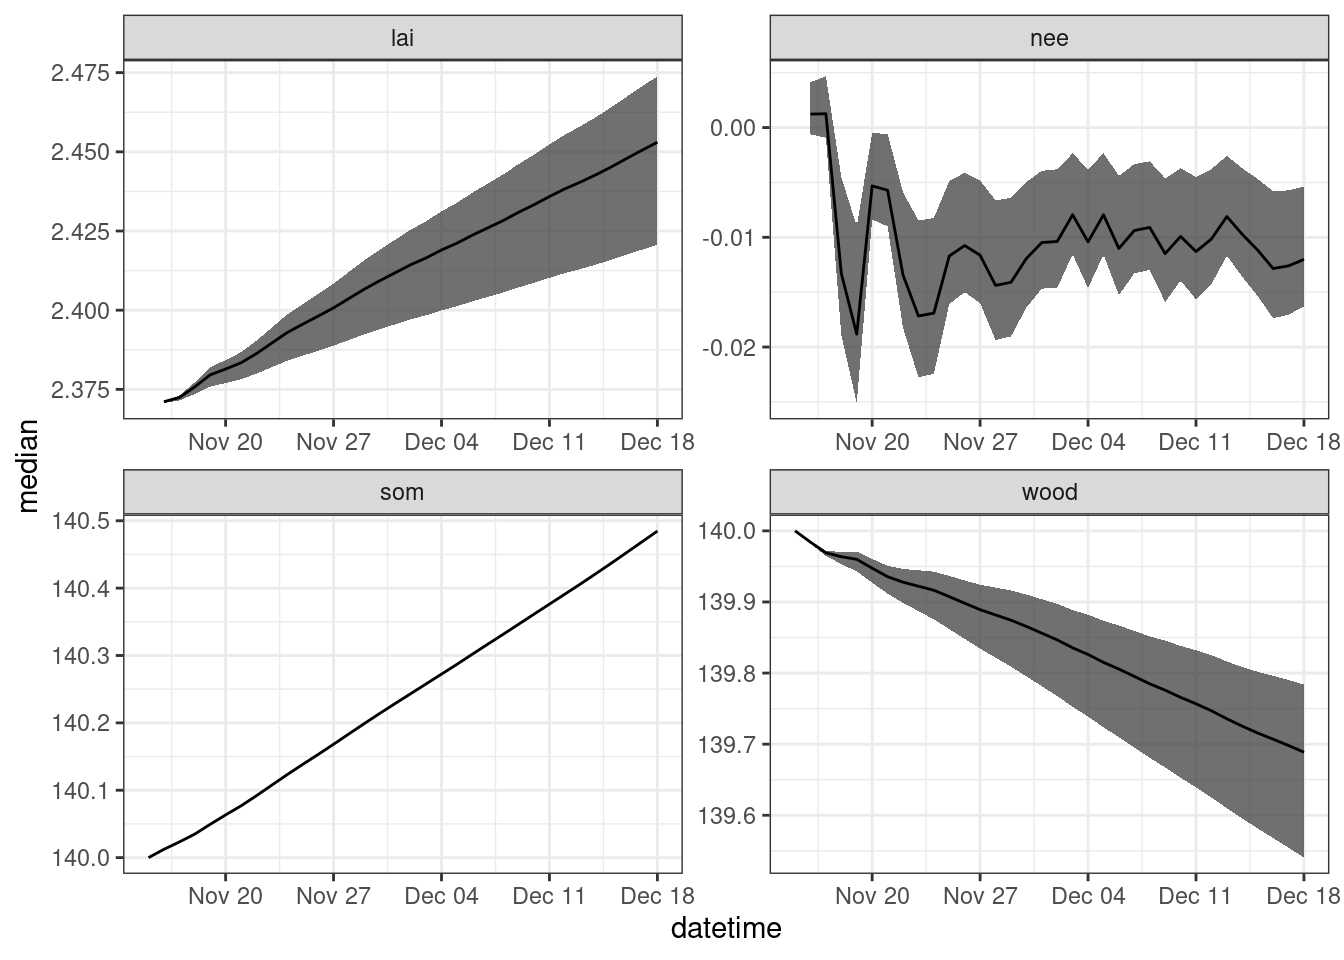 lai
nee
2.475
2.450
2.425
2.400
2.375
0.00
-0.01
-0.02
Nov 20 Nov 27 Dec 04 Dec 11 Dec 18
Nov 20 Nov 27 Dec 04 Dec 11 Dec 18
median
som
wood
140.5
140.4
140.3
140.2
140.1
140.0
140.0
139.9
139.8
139.7
139.6
Nov 20 Nov 27 Dec 04 Dec 11 Dec 18
Nov 20 Nov 27 Dec 04 Dec 11 Dec 18
datetime